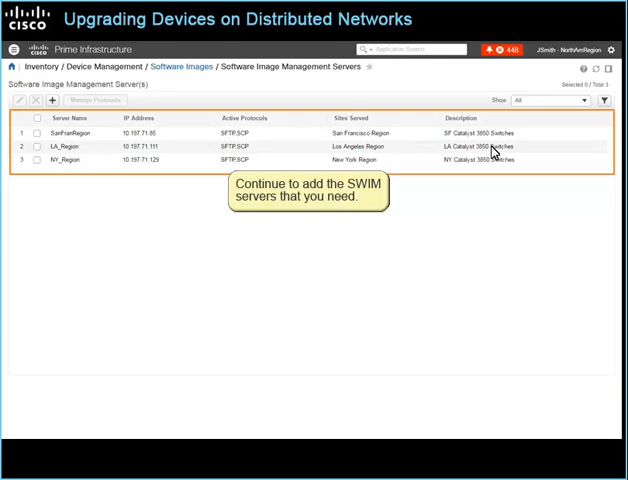 CISCO
Upgrading Devices on Distributed Networks
CISCO Prime Infrastructure
Application Search
448
JSmith - NorthAmRegion
Inventory / Device Management / Software Images / Software Image Management Servers
Software Image Management Server(s)
Selected 0 / Total 3
Manage Protocols
Show All
Server Name IP Address Active Protocols Sites Served Description
1 SanFranRegion 10.197.71.85 SFTP,SCP San Francisco Region SF Catalyst 3850 Switches
2 LA_Region 10.197.71.111 SFTP,SCP Los Angeles Region LA Catalyst 3850 Switches
3 NY_Region 10.197.71.129 SFTP,SCP New York Region NY Catalyst 3850 Switches
Continue to add the SWIM
servers that you need.